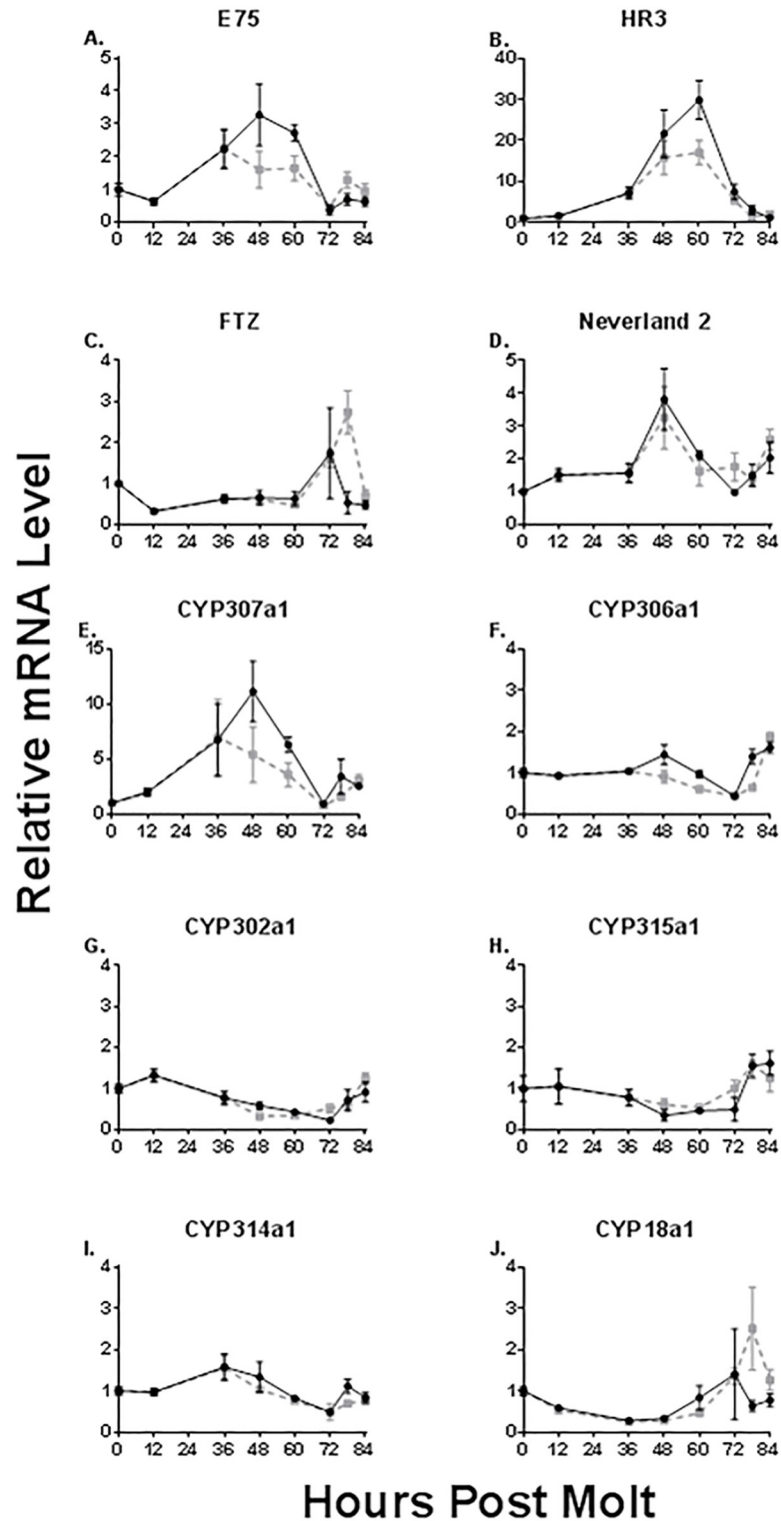 E75
HR3
A.
B.
5
4
3
2
1
0
0 12 24 36 48 60 72 84
40
30
20
10
0
0 12 24 36 48 60 72 84
FTZ
Neverland 2
C.
D.
4
3
2
1
0
0 12 24 36 48 60 72 84
5
4
3
2
1
0
0 12 24 36 48 60 72 84
CYP307a1
CYP306a1
E.
F.
15
10
5
0
0 12 24 36 48 60 72 84
4
3
2
1
0
0 12 24 36 48 60 72 84
CYP302a1
CYP315a1
G.
H.
4
3
2
1
0
0 12 24 36 48 60 72 84
4
3
2
1
0
0 12 24 36 48 60 72 84
CYP314a1
CYP18a1
I.
J.
4
3
2
1
0
0 12 24 36 48 60 72 84
4
3
2
1
0
0 12 24 36 48 60 72 84
Relative mRNA Level
Hours Post Molt